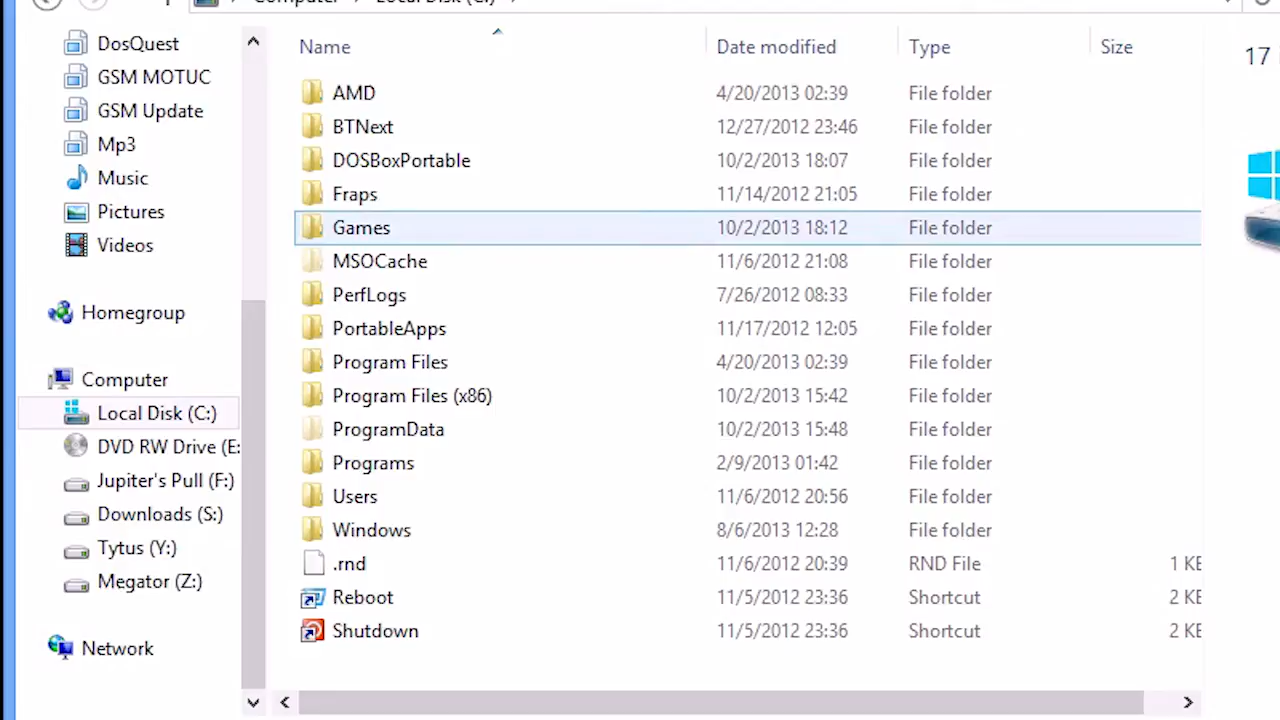 Computer Local Disk (C:)
DosQuest
GSM MOTUC
GSM Update
Mp3
Music
Pictures
Videos
Homegroup
Computer
Local Disk (C:)
DVD RW Drive (E:
Jupiter's Pull (F:)
Downloads (S:)
Tytus (Y:)
Megator (Z:)
Network
Name Date modified Type Size
AMD 4/20/2013 02:39 File folder
BTNext 12/27/2012 23:46 File folder
DOSBoxPortable 10/2/2013 18:07 File folder
Fraps 11/14/2012 21:05 File folder
Games 10/2/2013 18:12 File folder
MSOCache 11/6/2012 21:08 File folder
PerfLogs 7/26/2012 08:33 File folder
PortableApps 11/17/2012 12:05 File folder
Program Files 4/20/2013 02:39 File folder
Program Files (x86) 10/2/2013 15:42 File folder
ProgramData 10/2/2013 15:48 File folder
Programs 2/9/2013 01:42 File folder
Users 11/6/2012 20:56 File folder
Windows 8/6/2013 12:28 File folder
.rnd 11/6/2012 20:39 RND File 1 KB
Reboot 11/5/2012 23:36 Shortcut 2 KB
Shutdown 11/5/2012 23:36 Shortcut 2 KB
17